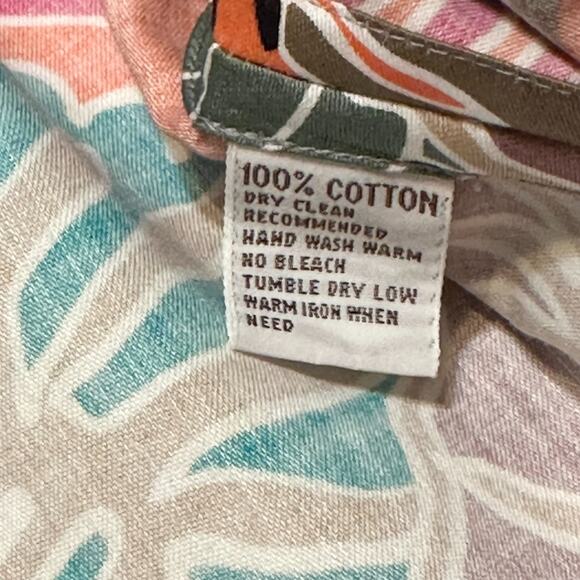 100% COTTON
DRY CLEAN
RECOMMENDED
HAND WASH WARM
NO BLEACH
TUMBLE DRY LOW
WARM IRON WHEN
NEED